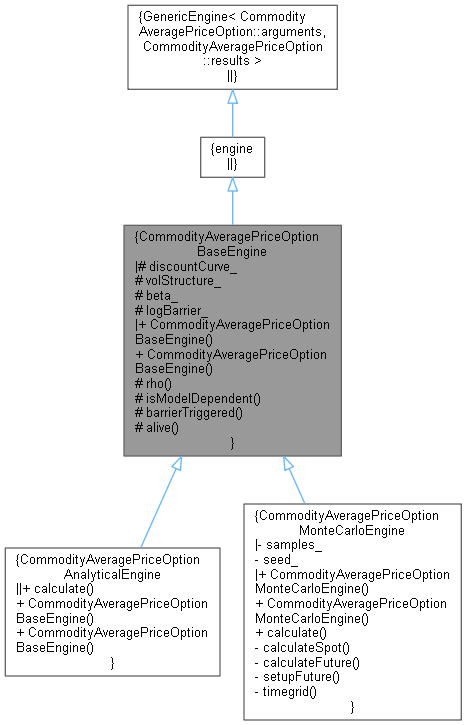 {GenericEngine< Commodity
AveragePriceOption::arguments,
CommodityAveragePriceOption
::results >
||}
{engine
||}
{CommodityAveragePriceOption
BaseEngine
|# discountCurve_
# volStructure_
# beta_
# logBarrier_
|+ CommodityAveragePriceOption
BaseEngine()
+ CommodityAveragePriceOption
BaseEngine()
# rho()
# isModelDependent()
# barrierTriggered()
# alive()
}
{CommodityAveragePriceOption
AnalyticalEngine
||+ calculate()
+ CommodityAveragePriceOption
BaseEngine()
+ CommodityAveragePriceOption
BaseEngine()
}
{CommodityAveragePriceOption
MonteCarloEngine
|- samples_
- seed_
|+ CommodityAveragePriceOption
MonteCarloEngine()
+ CommodityAveragePriceOption
MonteCarloEngine()
+ calculate()
- calculateSpot()
- calculateFuture()
- setupFuture()
- timegrid()
}